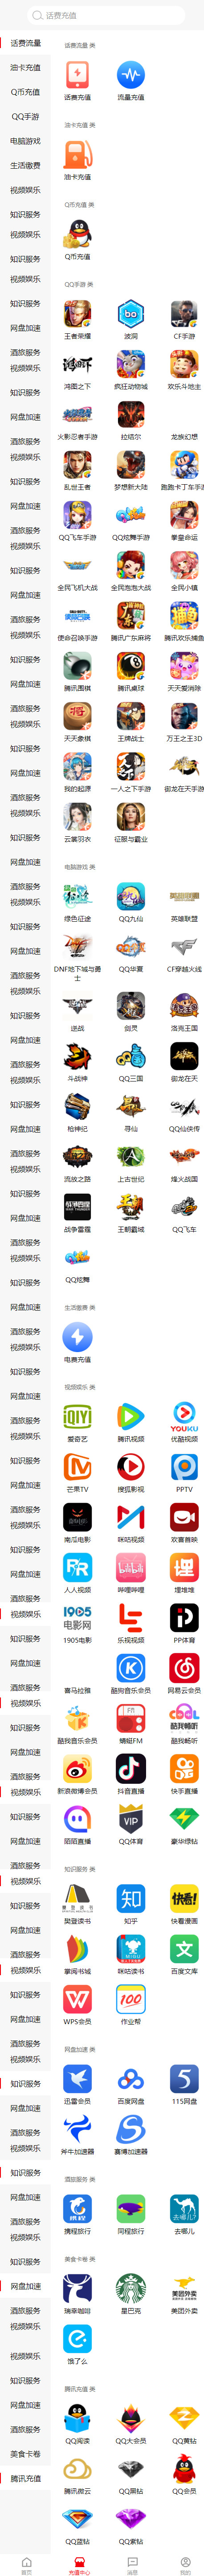 话费充值
话费流量
油卡充值
Q币充值
QQ手游
电脑游戏
生活缴费
视频娱乐
知识服务
视频娱乐
知识服务
视频娱乐
知识服务
网盘加速
酒旅服务
视频娱乐
知识服务
网盘加速
酒旅服务
视频娱乐
知识服务
网盘加速
酒旅服务
视频娱乐
知识服务
网盘加速
酒旅服务
视频娱乐
知识服务
网盘加速
酒旅服务
视频娱乐
知识服务
网盘加速
酒旅服务
视频娱乐
知识服务
网盘加速
酒旅服务
视频娱乐
知识服务
网盘加速
酒旅服务
视频娱乐
知识服务
网盘加速
酒旅服务
视频娱乐
知识服务
网盘加速
酒旅服务
视频娱乐
知识服务
网盘加速
酒旅服务
视频娱乐
知识服务
网盘加速
酒旅服务
视频娱乐
知识服务
网盘加速
酒旅服务
视频娱乐
知识服务
网盘加速
酒旅服务
视频娱乐
知识服务
网盘加速
酒旅服务
视频娱乐
知识服务
网盘加速
酒旅服务
视频娱乐
知识服务
网盘加速
酒旅服务
视频娱乐
知识服务
网盘加速
酒旅服务
视频娱乐
知识服务
网盘加速
酒旅服务
视频娱乐
知识服务
网盘加速
酒旅服务
视频娱乐
知识服务
网盘加速
酒旅服务
视频娱乐
知识服务
网盘加速
酒旅服务
视频娱乐
知识服务
网盘加速
酒旅服务
美食卡卷
腾讯充值
话费流量 类
话费充值 流量充值
油卡充值 类
油卡充值
Q币充值 类
Q币充值
QQ手游 类
王者荣耀 波洞 CF手游
鸿图之下 疯狂动物城 欢乐斗地主
火影忍者手游 拉结尔 龙族幻想
乱世王者 梦想新大陆 跑跑卡丁车手游
QQ飞车手游 QQ炫舞手游 拳皇命运
全民飞机大战 全民泡泡大战 全民小镇
使命召唤手游 腾讯广东麻将 腾讯欢乐捕鱼
腾讯围棋 腾讯桌球 天天爱消除
天天象棋 王牌战士 万王之王3D
我的起源 一人之下手游 御龙在天手游
云裳羽衣 征服与霸业
电脑游戏 类
绿色征途 QQ九仙 英雄联盟
DNF地下城与勇士 QQ华夏 CF穿越火线
逆战 剑灵 洛克王国
斗战神 QQ三国 御龙在天
枪神纪 寻仙 QQ仙侠传
流放之路 上古世纪 烽火战国
战争雷霆 王朝霸域 QQ飞车
QQ炫舞
生活缴费 类
电费充值
视频娱乐 类
爱奇艺 腾讯视频 优酷视频
芒果TV 搜狐影视 PPTV
南瓜电影 咪咕视频 欢喜首映
人人视频 哔哩哔哩 埋堆堆
1905电影 乐视视频 PP体育
喜马拉雅 酷狗音乐会员 网易云会员
酷我音乐会员 蜻蜓FM 酷我畅听
新浪微博会员 抖音直播 快手直播
陌陌直播 QQ体育 豪华绿钻
知识服务 类
樊登读书 知乎 快看漫画
掌阅书城 咪咕读书 百度文库
WPS会员 作业帮
网盘加速 类
迅雷会员 百度网盘 115网盘
斧牛加速器 赛博加速器
酒旅服务 类
携程旅行 同程旅行 去哪儿
美食卡卷 类
瑞幸咖啡 星巴克 美团外卖
饿了么
腾讯充值 类
QQ阅读 QQ大会员 QQ黄钻
腾讯微云 QQ黑钻 QQ会员
QQ蓝钻 QQ紫钻
首页 充值中心 消息 我的